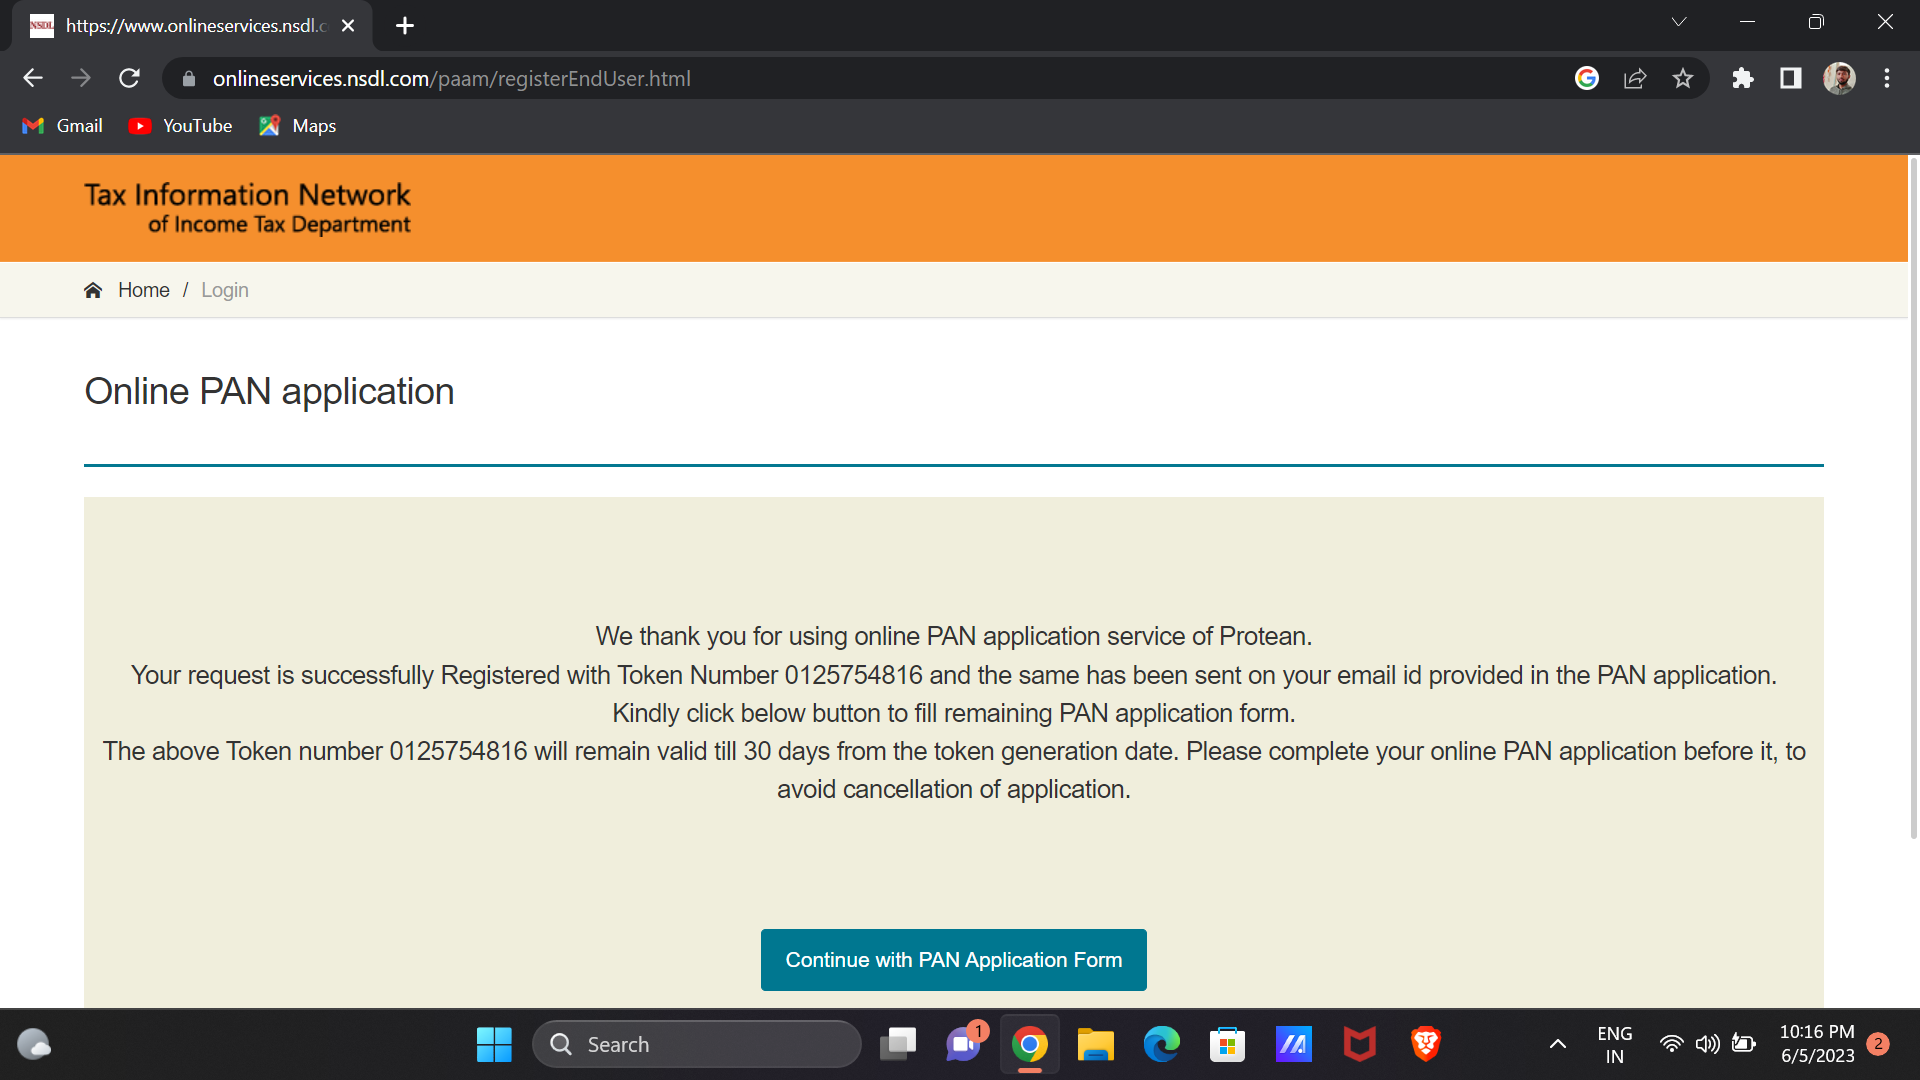 NSDL https://www.onlineservices.nsdl.c
onlineservices.nsdl.com/paam/registerEndUser.html
Gmail YouTube Maps
Tax Information Network
of Income Tax Department
Home / Login
Online PAN application
We thank you for using online PAN application service of Protean.
Your request is successfully Registered with Token Number 0125754816 and the same has been sent on your email id provided in the PAN application.
Kindly click below button to fill remaining PAN application form.
The above Token number 0125754816 will remain valid till 30 days from the token generation date. Please complete your online PAN application before it, to
avoid cancellation of application.
Continue with PAN Application Form
Search
1
ENG
IN
10:16 PM
6/5/2023
2